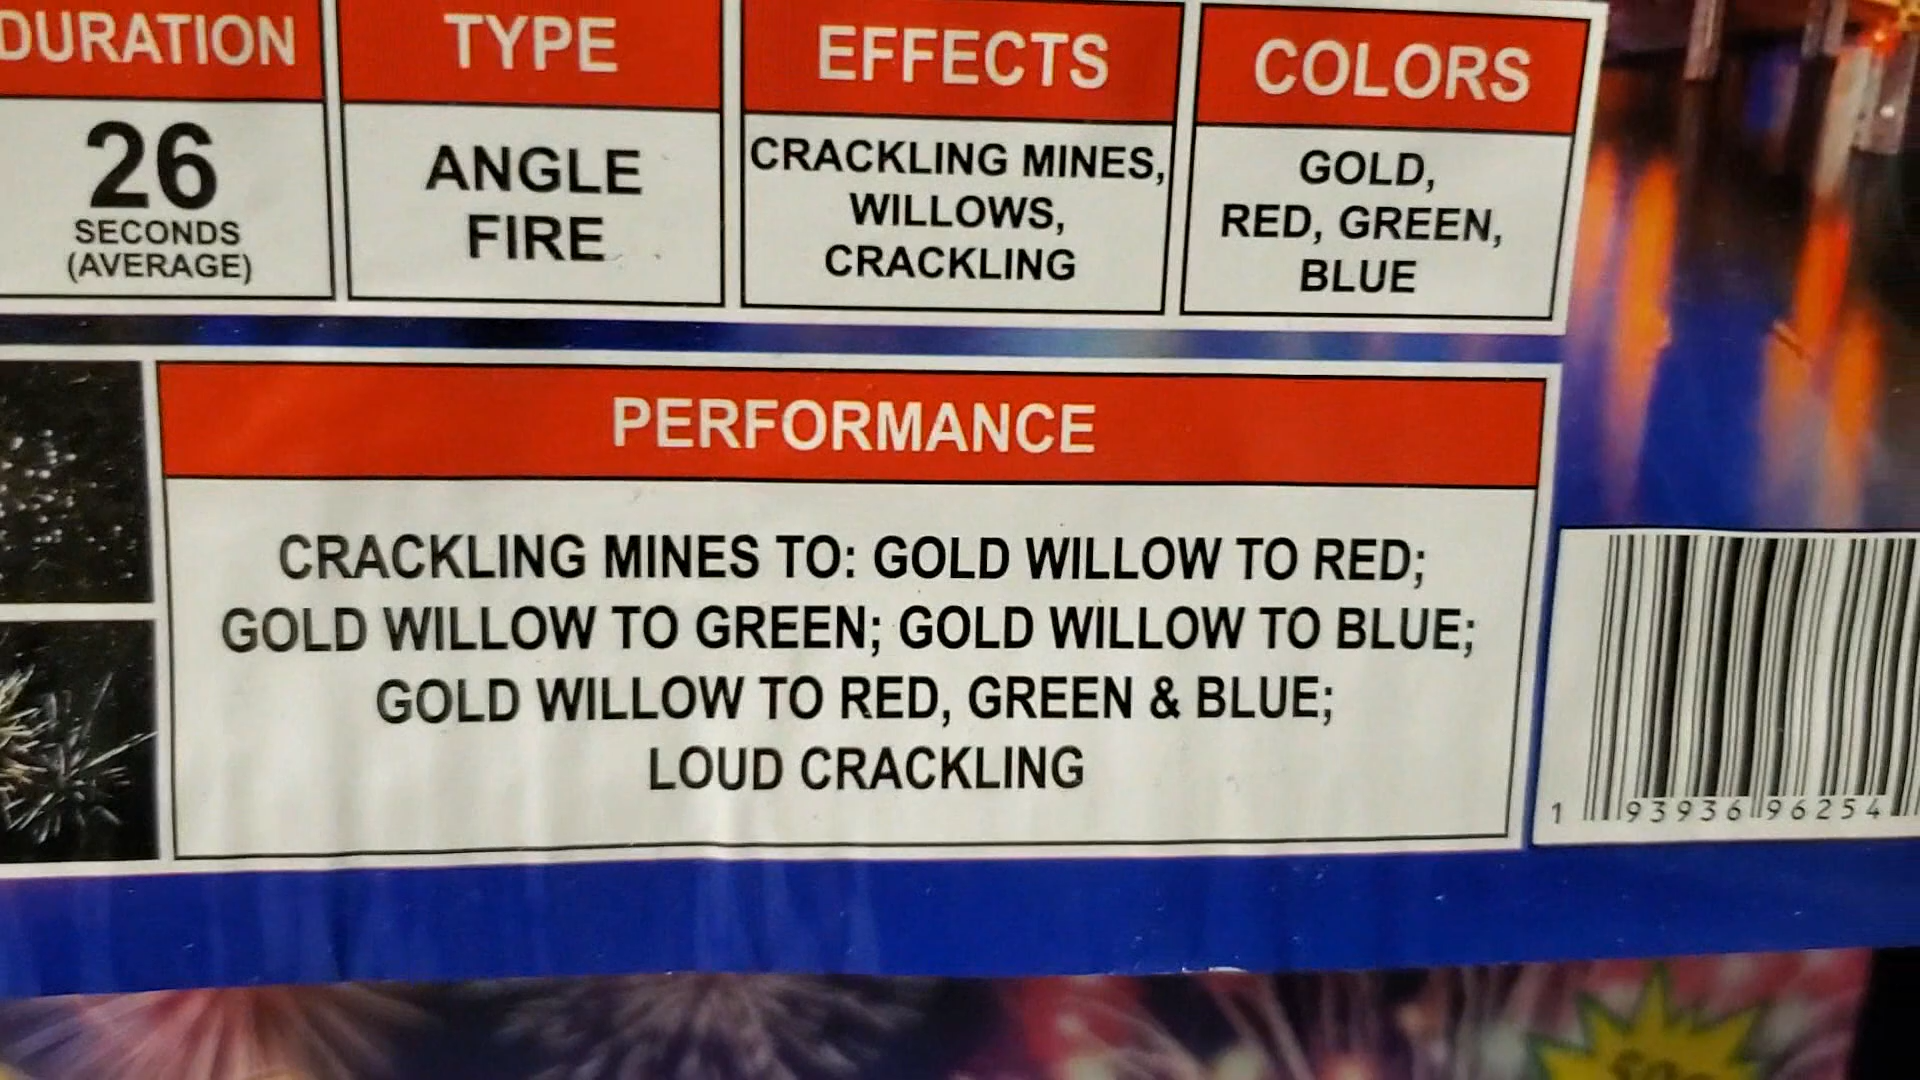 DURATION
TYPE
EFFECTS
COLORS
26
SECONDS
(AVERAGE)
ANGLE
FIRE
CRACKLING MINES,
WILLOWS,
CRACKLING
GOLD,
RED, GREEN,
BLUE
PERFORMANCE
CRACKLING MINES TO: GOLD WILLOW TO RED;
GOLD WILLOW TO GREEN; GOLD WILLOW TO BLUE;
GOLD WILLOW TO RED, GREEN & BLUE;
LOUD CRACKLING
1 93936 96254